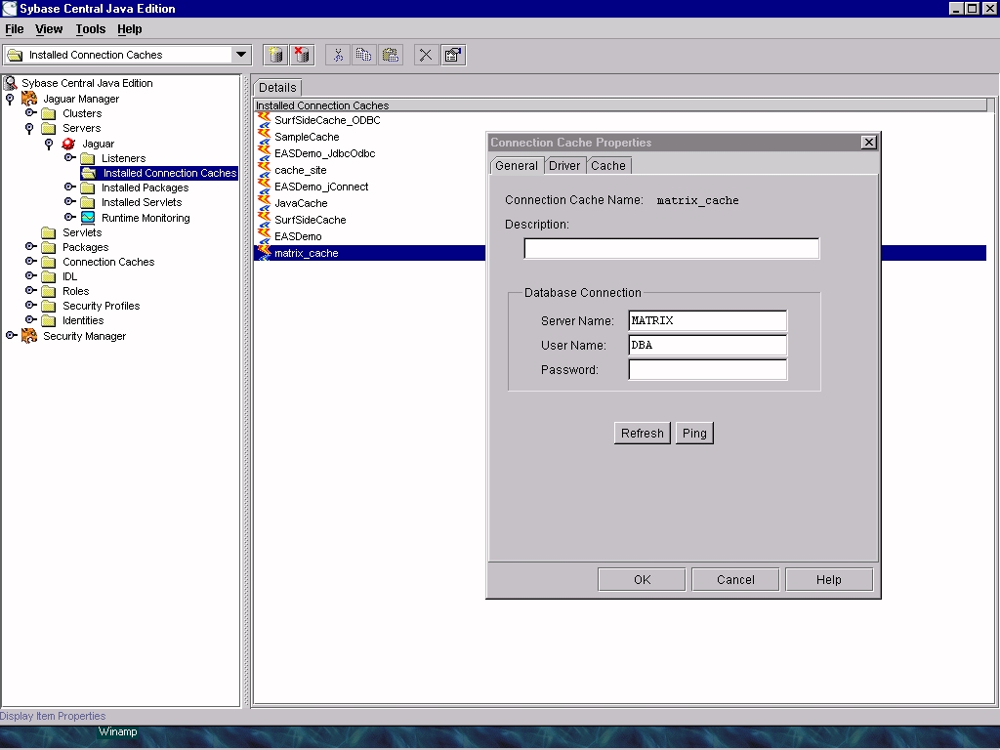 Sybase Central Java Edition
File View Tools Help
Installed Connection Caches
Sybase Central Java Edition
Jaguar Manager
Clusters
Servers
Jaguar
Listeners
Installed Connection Caches
Installed Packages
Installed Servlets
Runtime Monitoring
Servlets
Packages
Connection Caches
IDL
Roles
Security Profiles
Identities
Security Manager
Details
Installed Connection Caches
SurfSideCache_ODBC
SampleCache
EASDemo_JdbcOdbc
cache_site
EASDemo_jConnect
JavaCache
SurfSideCache
EASDemo
matrix_cache
Connection Cache Properties
General Driver Cache
Connection Cache Name: matrix_cache
Description:
Database Connection
Server Name: MATRIX
User Name: DBA
Password:
Refresh Ping
OK Cancel Help
Display Item Properties
Winamp